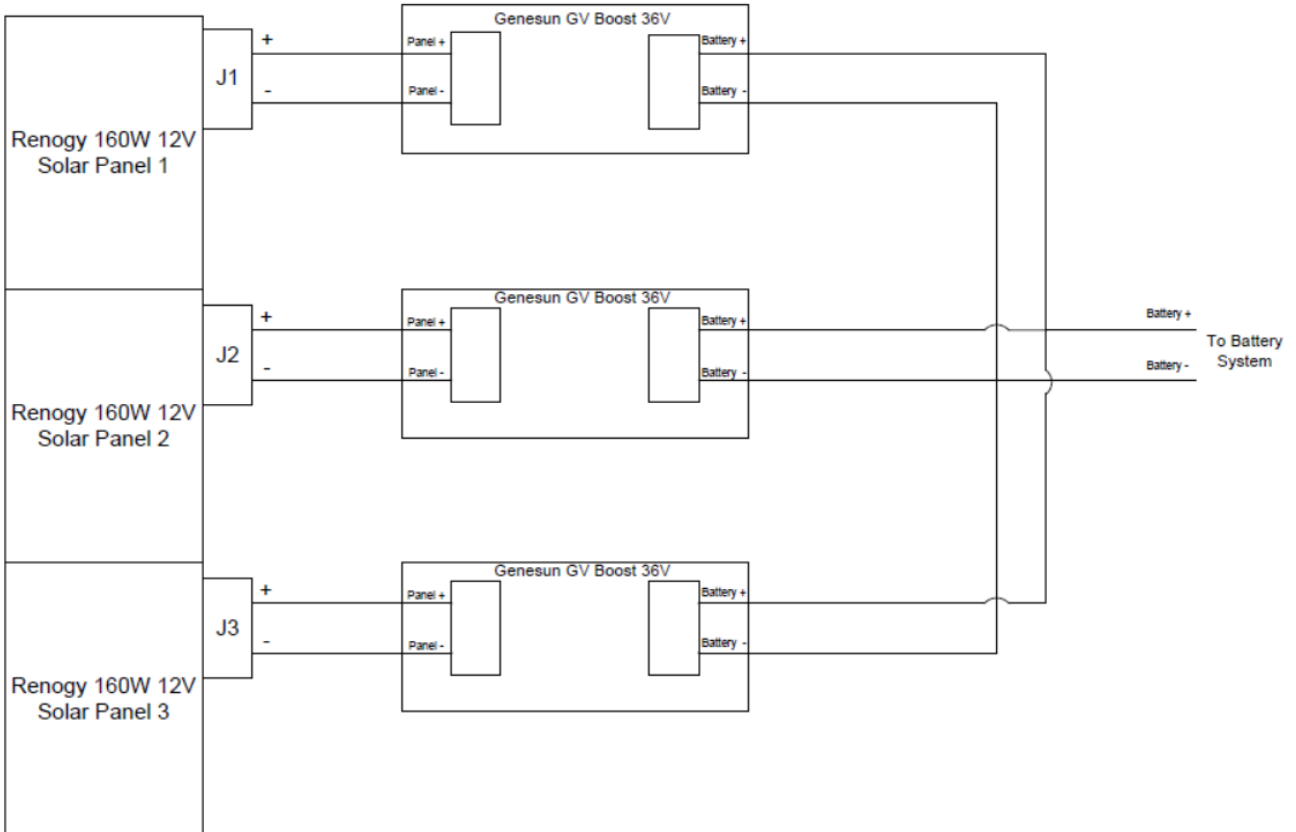 Genesun GV Boost 36V
+
Panel +
Battery +
J1
-
Panel -
Battery -
Renogy 160W 12V
Solar Panel 1
Genesun GV Boost 36V
+
Panel +
Battery +
Battery +
J2
To Battery
System
-
Panel -
Battery -
Battery -
Renogy 160W 12V
Solar Panel 2
Genesun GV Boost 36V
+
Panel +
Battery +
J3
-
Panel -
Battery -
Renogy 160W 12V
Solar Panel 3